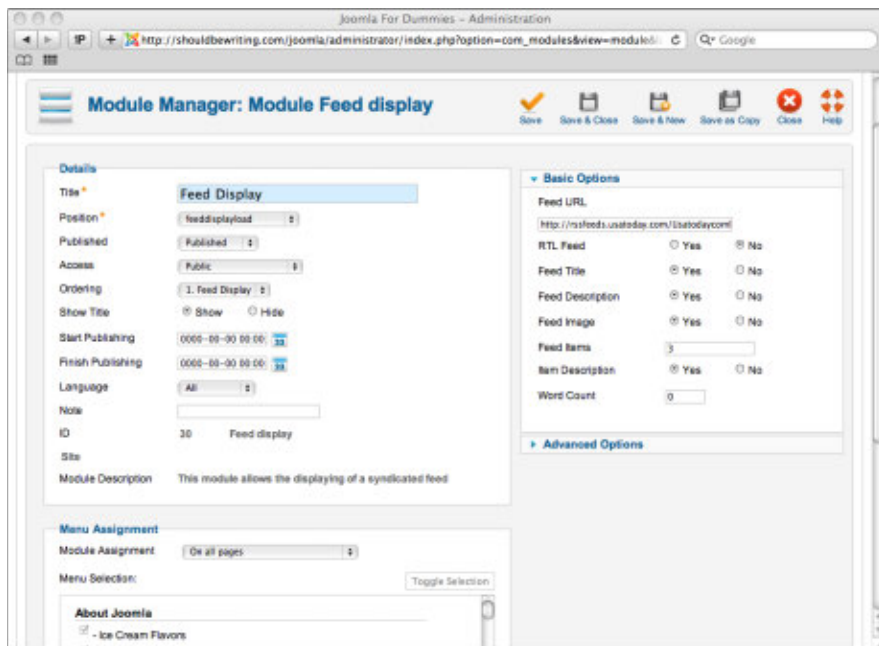 Joomla For Dummies – Administration
http://shouldbewriting.com/joomla/administrator/index.php?option=com_modules&view=module&
Google
Module Manager: Module Feed display
Save
Save & Close
Save & New
Save as Copy
Close
Help
Details
Title *
Feed Display
Position *
feeddisplayload
Published
Published
Access
Public
Ordering
1. Feed Display
Show Title
Show
Hide
Start Publishing
0000-00-00 00:00:
Finish Publishing
0000-00-00 00:00:
Language
All
Note
ID
30
Feed display
Site
Module Description
This module allows the displaying of a syndicated feed
Basic Options
Feed URL
http://rssfeeds.usatoday.com/Usatodaycom
RTL Feed
Yes
No
Feed Title
Yes
No
Feed Description
Yes
No
Feed Image
Yes
No
Feed Items
3
Item Description
Yes
No
Word Count
0
Advanced Options
Menu Assignment
Module Assignment
On all pages
Menu Selection:
Toggle Selection
About Joomla
- Ice Cream Flavors